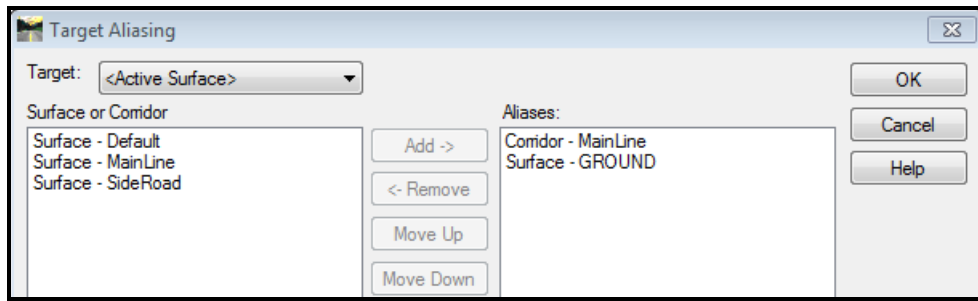 Target Aliasing
Target: <Active Surface>
OK
Surface or Corridor
Aliases:
Surface - Default
Surface - MainLine
Surface - SideRoad
Add ->
<- Remove
Move Up
Move Down
Corridor - MainLine
Surface - GROUND
Cancel
Help